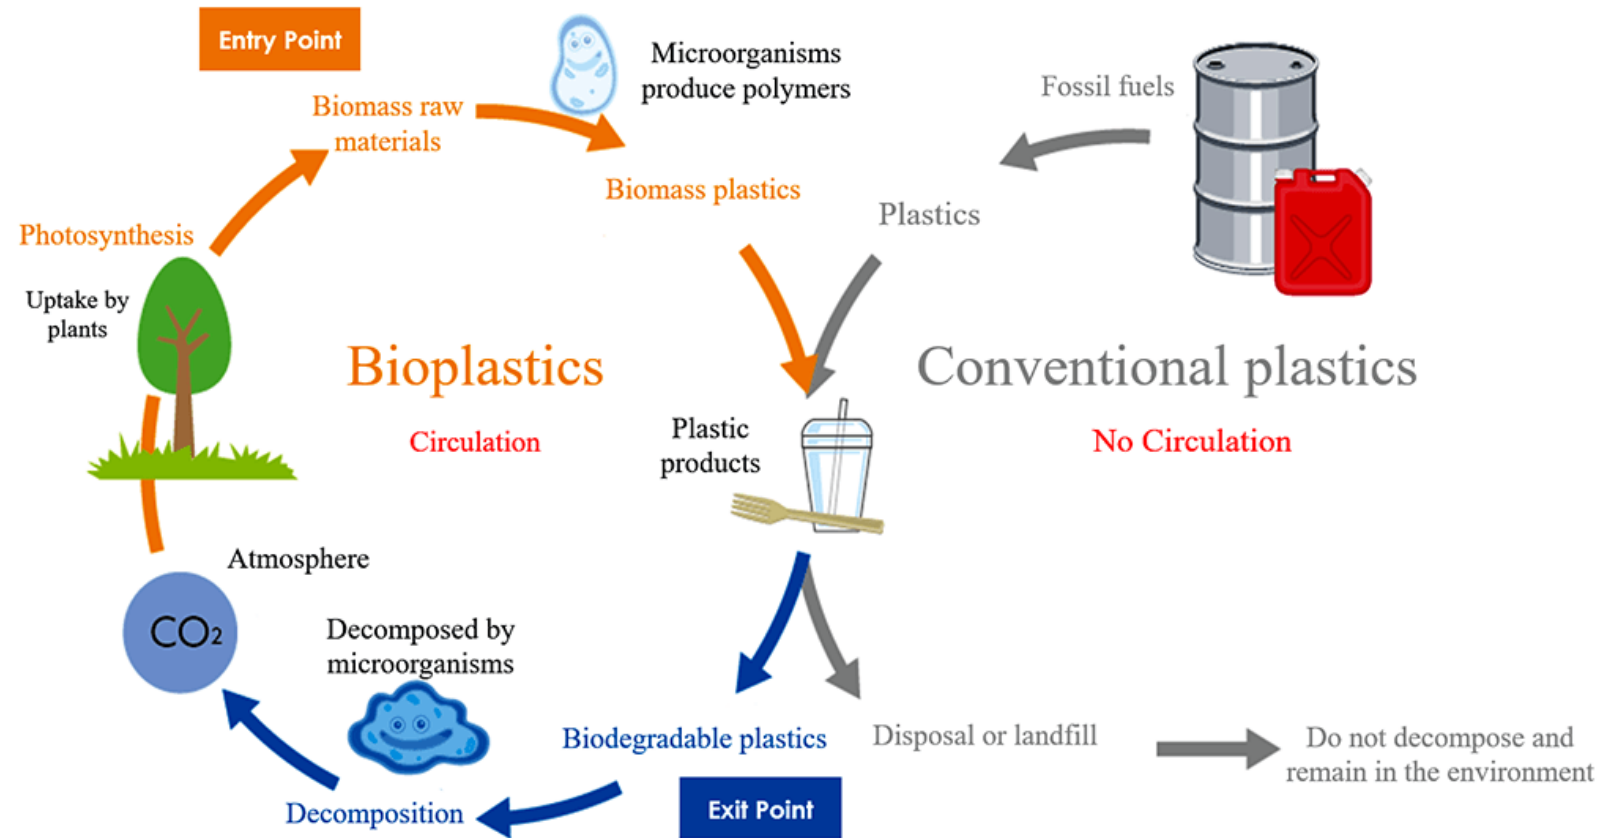 Entry Point
Microorganisms
produce polymers
Biomass raw
materials
Fossil fuels
Biomass plastics
Plastics
Photosynthesis
Uptake by
plants
Bioplastics
Conventional plastics
Circulation
No Circulation
Plastic
products
Atmosphere
CO₂
Decomposed by
microorganisms
Biodegradable plastics
Disposal or landfill
Do not decompose and
remain in the environment
Decomposition
Exit Point